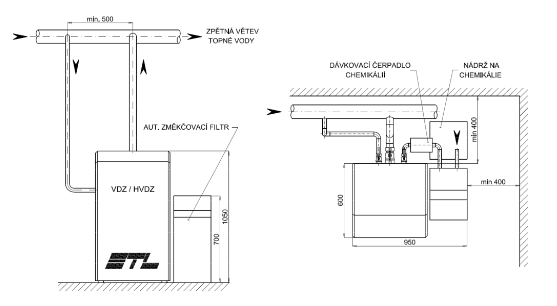 min. 500
ZPĚTNÁ VĚTEV
TOPNÉ VODY
AUT. ZMĚKČOVACÍ FILTR
VDZ / HVDZ
STL
700
1050
DÁVKOVACÍ ČERPADLO
CHEMIKÁLIÍ
NÁDRŽ NA
CHEMIKÁLIE
min 400
min 400
600
950